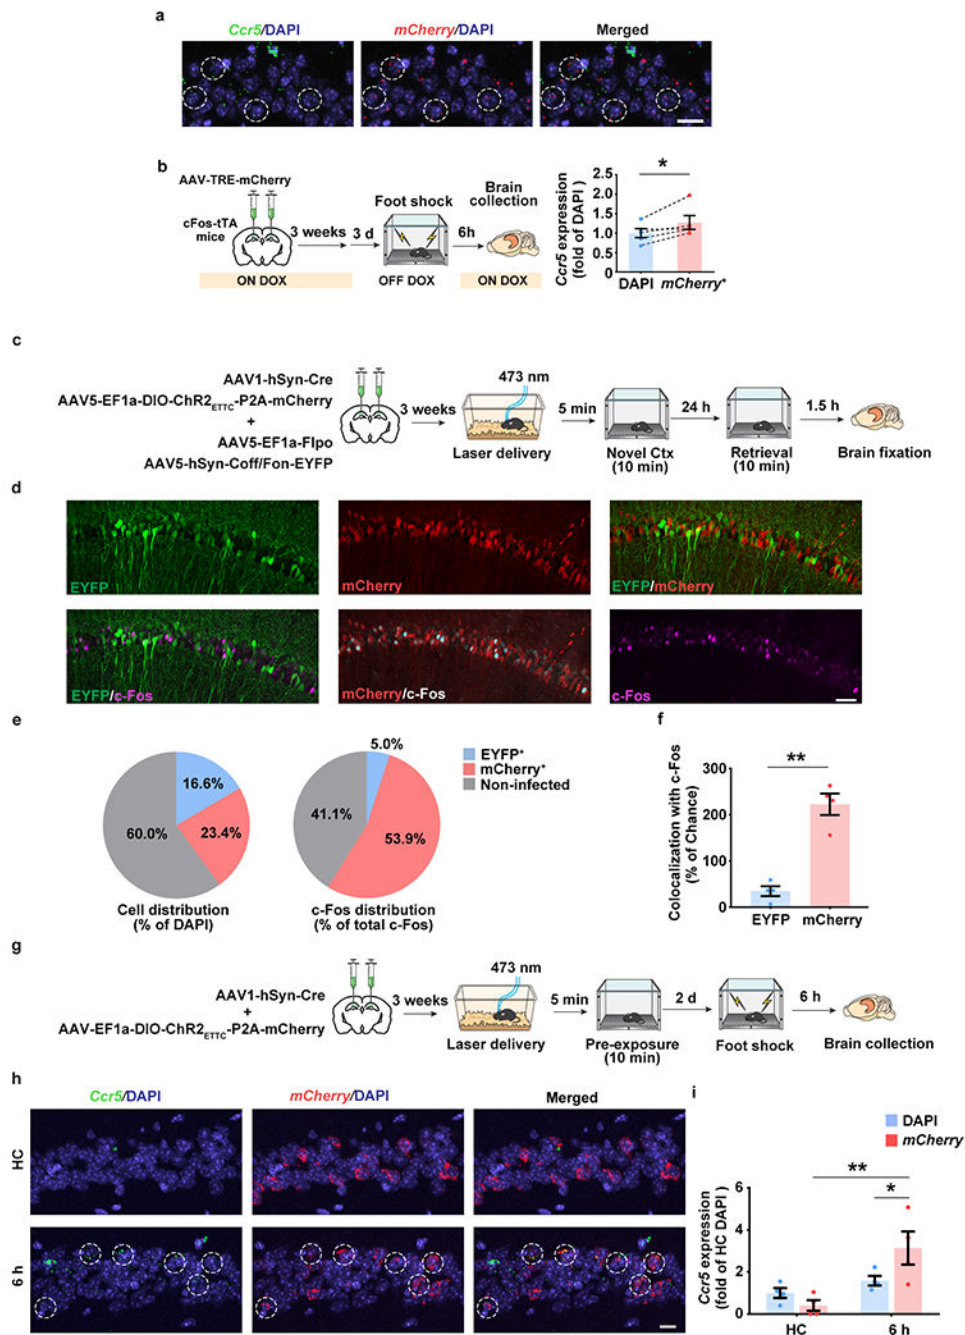 a
Ccr5/DAPI
mCherry/DAPI
Merged
b
AAV-TRE-mCherry
cFos-tTA
mice
3 weeks
3 d
Foot shock
6h
Brain
collection
ON DOX
OFF DOX
ON DOX
Ccr5 expression
(fold of DAPI )
2.5
2.0
1.5
1.0
0.5
0
*
DAPI
mCherry⁺
c
AAV1-hSyn-Cre
AAV5-EF1a-DIO-ChR2ETTC-P2A-mCherry
+
AAV5-EF1a-Flpo
AAV5-hSyn-Coff/Fon-EYFP
3 weeks
473 nm
Laser delivery
5 min
Novel Ctx
(10 min)
24 h
Retrieval
(10 min)
1.5 h
Brain fixation
d
EYFP
mCherry
EYFP/mCherry
EYFP/c-Fos
mCherry/c-Fos
c-Fos
e
16.6%
23.4%
60.0%
Cell distribution
(% of DAPI)
5.0%
53.9%
41.1%
c-Fos distribution
(% of total c-Fos)
EYFP⁺
mCherry⁺
Non-infected
f
Colocalization with c-Fos
(% of Chance)
300
200
100
0
**
EYFP
mCherry
g
AAV1-hSyn-Cre
+
AAV-EF1a-DIO-ChR2ETTC-P2A-mCherry
3 weeks
473 nm
Laser delivery
5 min
Pre-exposure
(10 min)
2 d
Foot shock
6 h
Brain collection
h
Ccr5/DAPI
mCherry/DAPI
Merged
HC
6 h
i
DAPI
mCherry
Ccr5 expression
(fold of HC DAPI)
6
4
2
0
**
*
HC
6 h